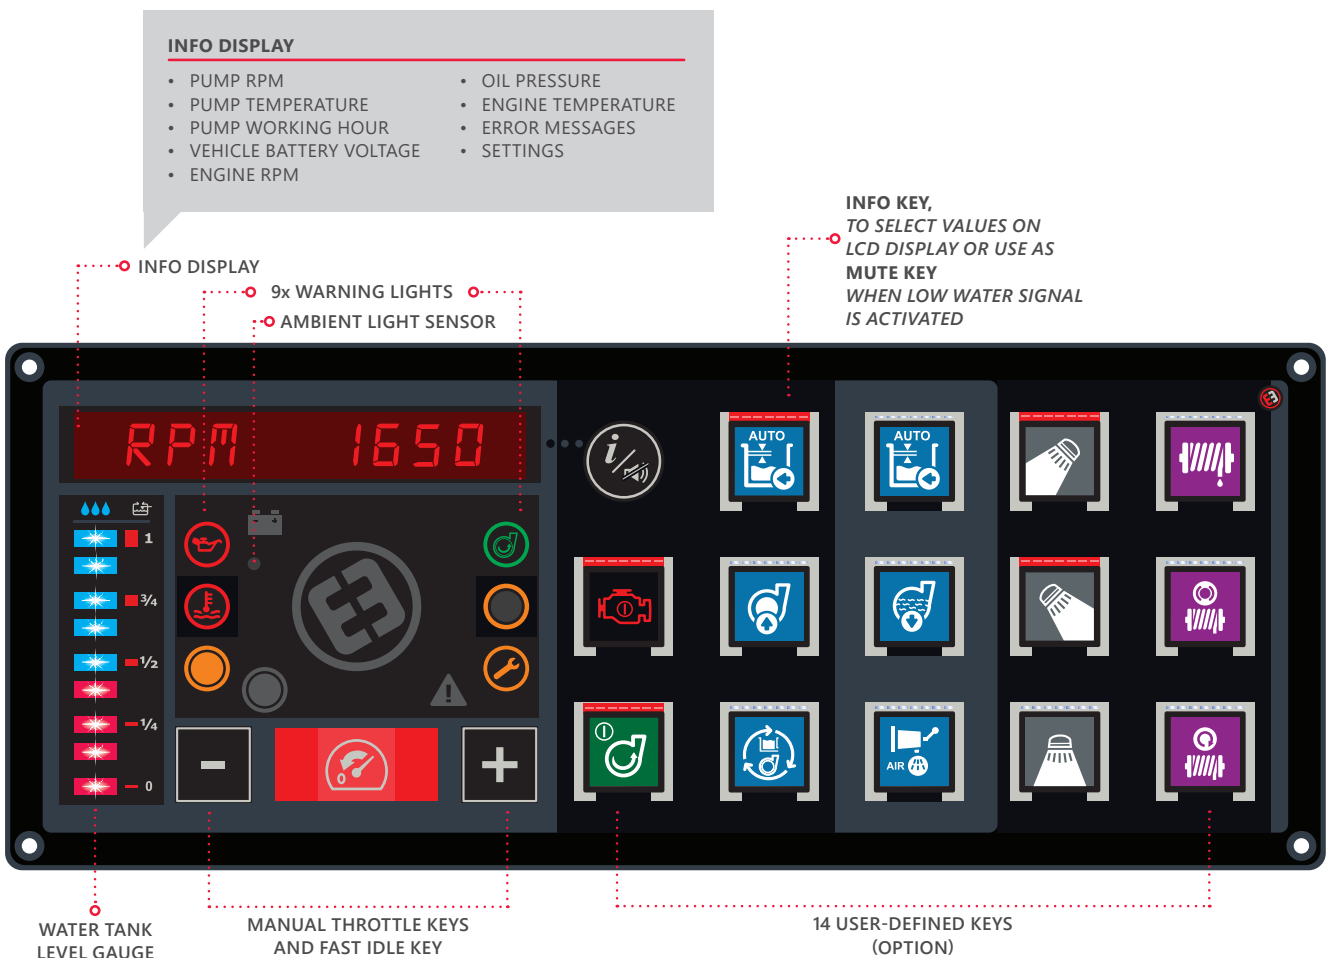 INFO DISPLAY
• PUMP RPM
• PUMP TEMPERATURE
• PUMP WORKING HOUR
• VEHICLE BATTERY VOLTAGE
• ENGINE RPM
• OIL PRESSURE
• ENGINE TEMPERATURE
• ERROR MESSAGES
• SETTINGS
INFO KEY,
TO SELECT VALUES ON
LCD DISPLAY OR USE AS
MUTE KEY
WHEN LOW WATER SIGNAL
IS ACTIVATED
INFO DISPLAY
9x WARNING LIGHTS
AMBIENT LIGHT SENSOR
RPM 1650
i
AUTO
AUTO
1
3/4
1/2
1/4
0
-
0
+
AIR
WATER TANK
LEVEL GAUGE
MANUAL THROTTLE KEYS
AND FAST IDLE KEY
14 USER-DEFINED KEYS
(OPTION)